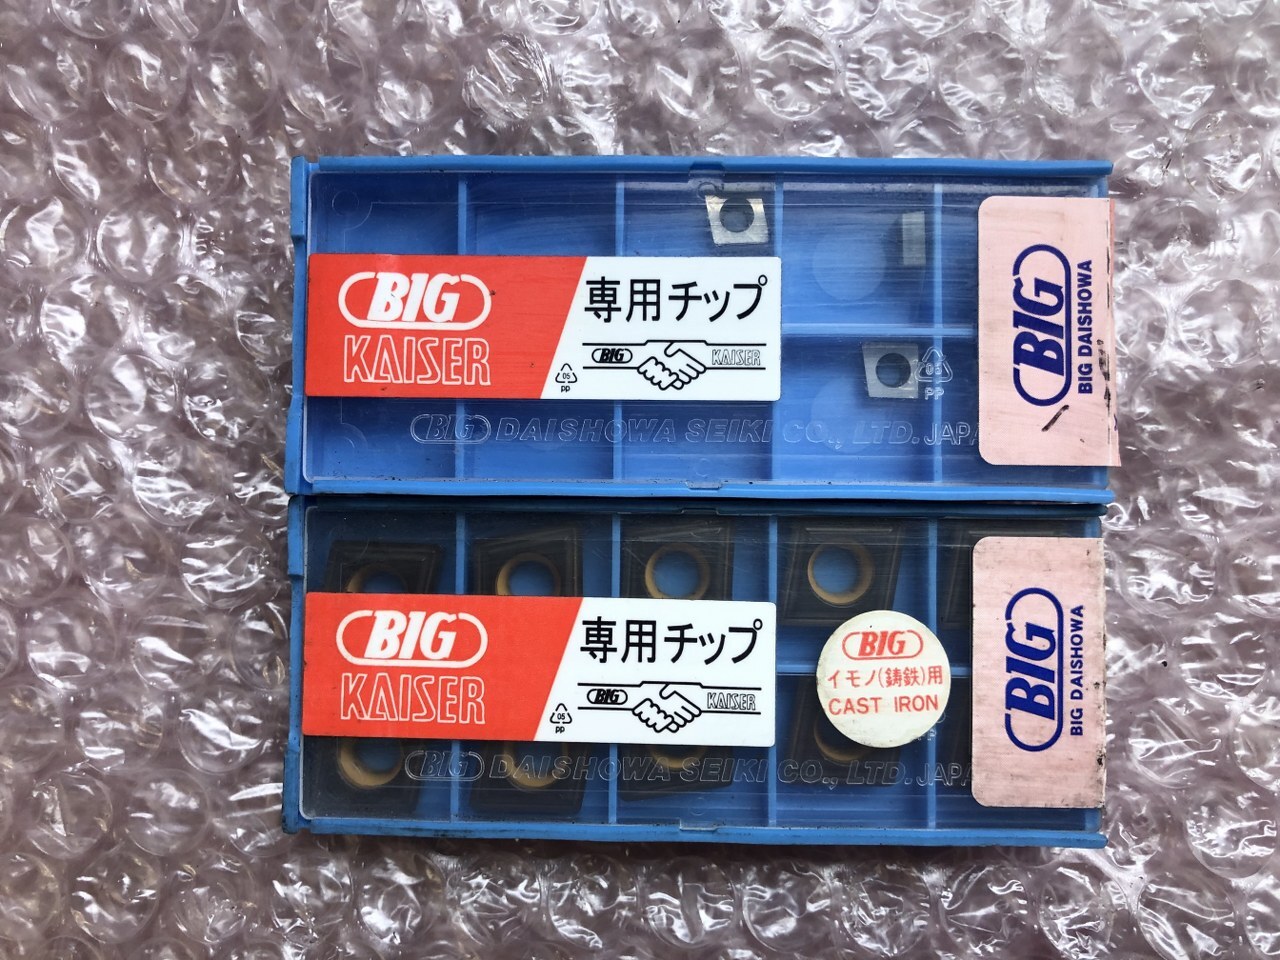 BIG
KAISER
専用チップ
BIG
KAISER
05
PP
05
PP
BIG DAISHOWA SEIKI CO., LTD. JAPA
BIG
BIG DAISHOWA
BIG
KAISER
専用チップ
BIG
KAISER
05
PP
BIG
イモノ(鋳鉄)用
CAST IRON
BIG DAISHOWA SEIKI CO., LTD. JAPA
BIG
BIG DAISHOWA